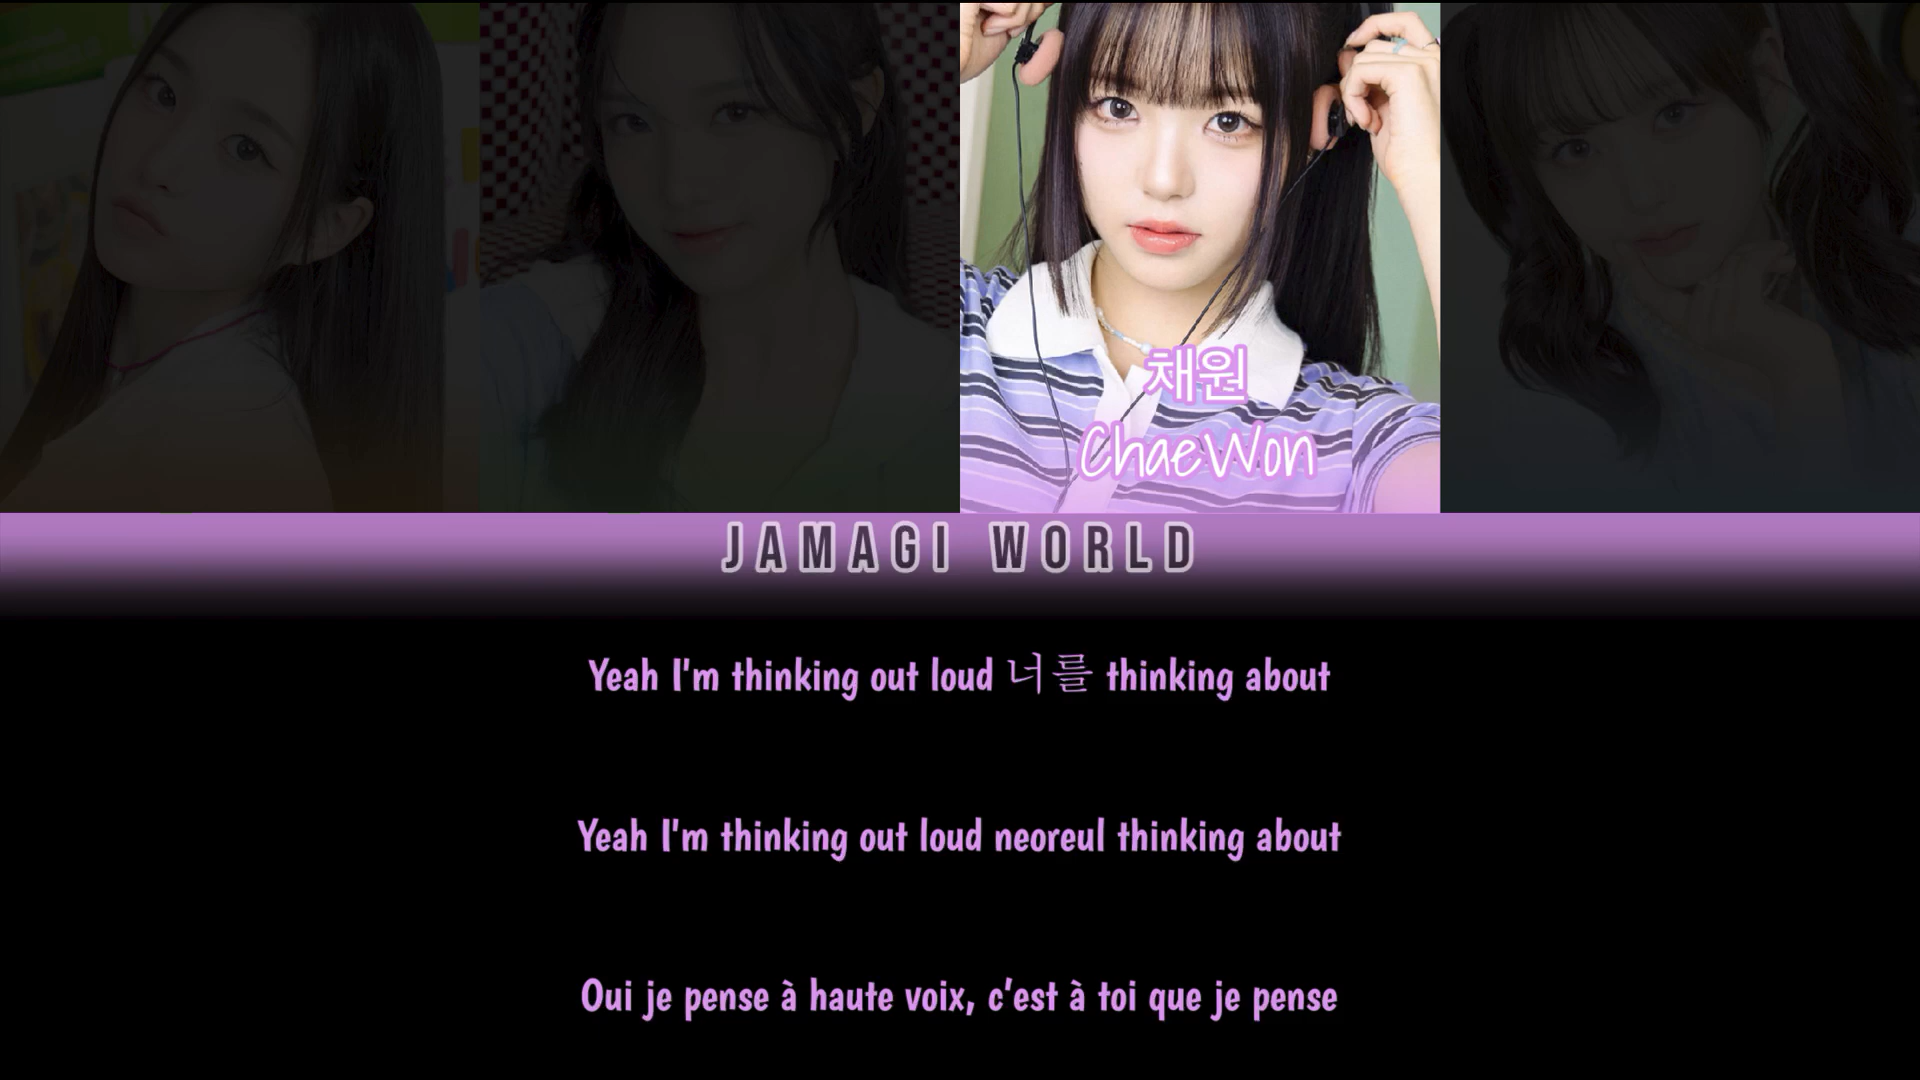 채원
ChaeWon
JAMAGI WORLD
Yeah I'm thinking out loud 너를 thinking about
Yeah I'm thinking out loud neoreul thinking about
Oui je pense à haute voix, c'est à toi que je pense